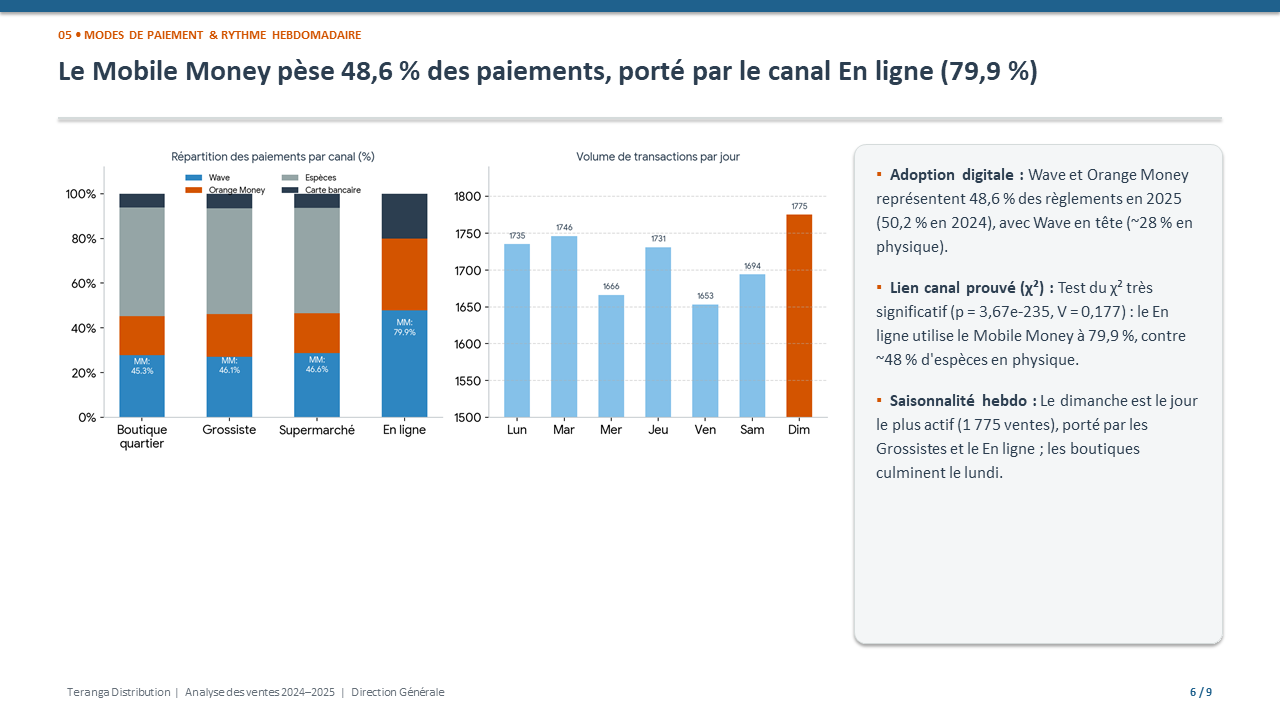 05 • MODES DE PAIEMENT & RYTHME HEBDOMADAIRE
Le Mobile Money pèse 48,6 % des paiements, porté par le canal En ligne (79,9 %)
Répartition des paiements par canal (%)
Wave
Espèces
Orange Money
Carte bancaire
100%
80%
60%
40%
20%
0%
MM:
45.3%
MM:
46.1%
MM:
46.6%
MM:
79.9%
Boutique
quartier
Grossiste
Supermarché
En ligne
Volume de transactions par jour
1800
1750
1700
1650
1600
1550
1500
1735
1746
1666
1731
1653
1694
1775
Lun
Mar
Mer
Jeu
Ven
Sam
Dim
▪ Adoption digitale : Wave et Orange Money
représentent 48,6 % des règlements en 2025
(50,2 % en 2024), avec Wave en tête (~28 % en
physique).
▪ Lien canal prouvé (χ²) : Test du χ² très
significatif (p = 3,67e-235, V = 0,177) : le En
ligne utilise le Mobile Money à 79,9 %, contre
~48 % d'espèces en physique.
▪ Saisonnalité hebdo : Le dimanche est le jour
le plus actif (1 775 ventes), porté par les
Grossistes et le En ligne ; les boutiques
culminent le lundi.
Teranga Distribution | Analyse des ventes 2024–2025 | Direction Générale
6 / 9